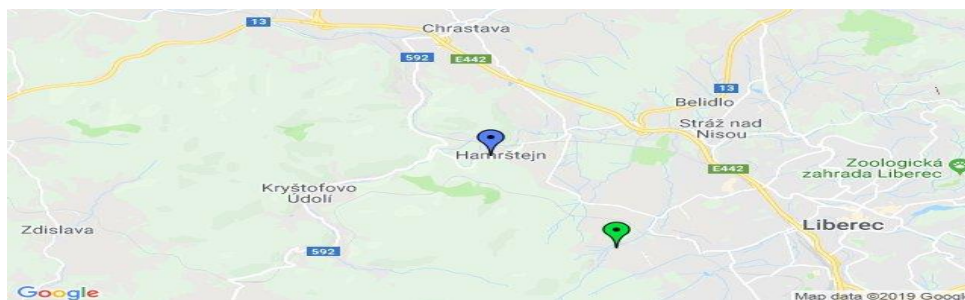 13
Chrastava
592
E442
13
Belidlo
Stráž nad
Nisou
Hamrštejn
E442
Zoologická
zahrada Liberec
Kryštofovo
Údolí
Zdislava
Liberec
592
Google
Map data ©2019 Google